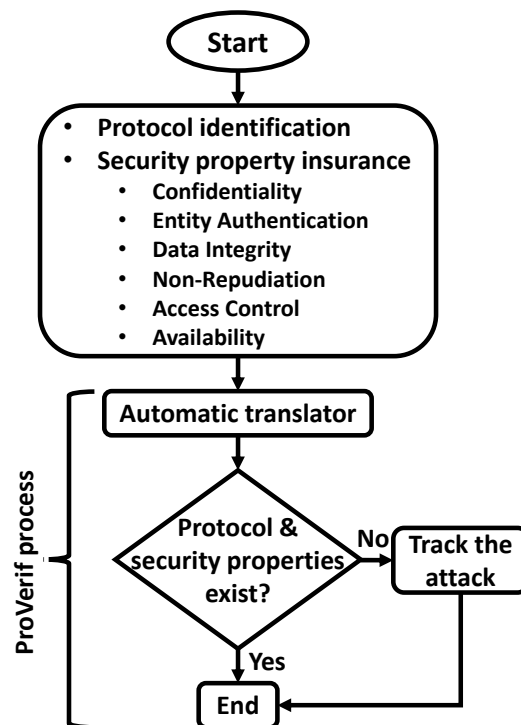 Start
• Protocol identification
• Security property insurance
• Confidentiality
• Entity Authentication
• Data Integrity
• Non-Repudiation
• Access Control
• Availability
ProVerif process
Automatic translator
Protocol &
security properties
exist?
No
Track the
attack
Yes
End